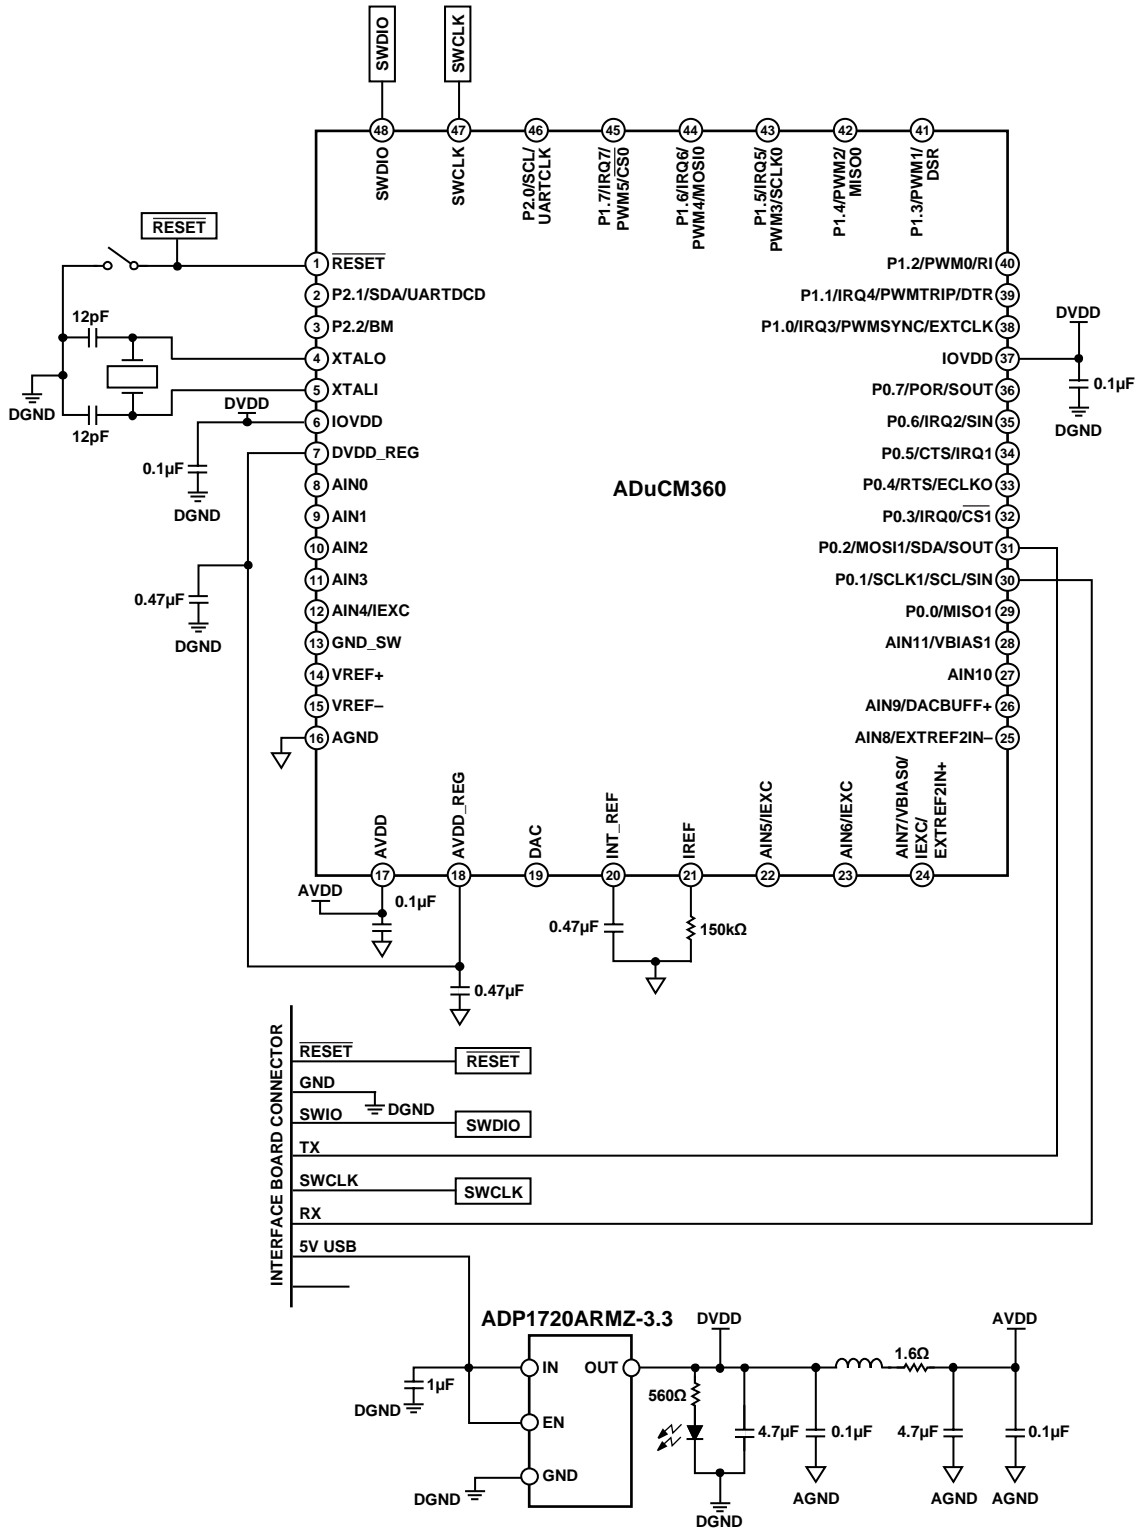 SWDIO
SWCLK
48
47
46
45
44
43
42
41
SWDIO
SWCLK
P2.0/SCL/
UARTCLK
P1.7/IRQ7/
PWM5/CS0
P1.6/IRQ6/
PWM4/MOSI0
P1.5/IRQ5/
PWM3/SCLK0
P1.4/PWM2/
MISO0
P1.3/PWM1/
DSR
RESET
1 RESET
2 P2.1/SDA/UARTDCD
12pF
3 P2.2/BM
4 XTALO
5 XTALI
DGND
12pF
DVDD
6 IOVDD
7 DVDD_REG
0.1µF
DGND
8 AIN0
9 AIN1
10 AIN2
11 AIN3
0.47µF
DGND
12 AIN4/IEXC
13 GND_SW
14 VREF+
15 VREF–
16 AGND
ADuCM360
P1.2/PWM0/RI 40
P1.1/IRQ4/PWMTRIP/DTR 39
P1.0/IRQ3/PWMSYNC/EXTCLK 38
DVDD
IOVDD 37
0.1µF
DGND
P0.7/POR/SOUT 36
P0.6/IRQ2/SIN 35
P0.5/CTS/IRQ1 34
P0.4/RTS/ECLKO 33
P0.3/IRQ0/CS1 32
P0.2/MOSI1/SDA/SOUT 31
P0.1/SCLK1/SCL/SIN 30
P0.0/MISO1 29
AIN11/VBIAS1 28
AIN10 27
AIN9/DACBUFF+ 26
AIN8/EXTREF2IN– 25
AVDD
AVDD_REG
DAC
INT_REF
IREF
AIN5/IEXC
AIN6/IEXC
AIN7/VBIAS0/
IEXC/
EXTREF2IN+
17
18
19
20
21
22
23
24
AVDD
0.1µF
0.47µF
150kΩ
0.47µF
INTERFACE BOARD CONNECTOR
RESET
RESET
GND
DGND
SWIO
SWDIO
TX
SWCLK
SWCLK
RX
5V USB
ADP1720ARMZ-3.3
IN
OUT
EN
GND
1µF
DGND
DGND
DVDD
560Ω
4.7µF
0.1µF
1.6Ω
AVDD
4.7µF
0.1µF
DGND
AGND
AGND
AGND